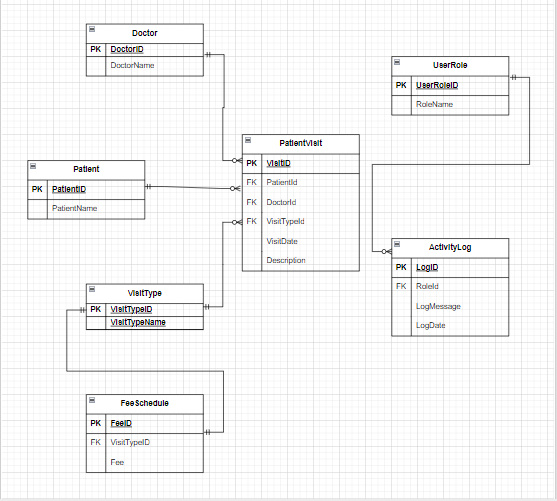 Doctor
PK DoctorID
DoctorName
UserRole
PK UserRoleID
RoleName
PatientVisit
PK VisitID
FK PatientId
FK DoctorId
FK VisitTypeId
VisitDate
Description
Patient
PK PatientID
PatientName
ActivityLog
PK LogID
FK RoleId
LogMessage
LogDate
VisitType
PK VisitTypeID
VisitTypeName
FeeSchedule
PK FeeID
FK VisitTypeID
Fee